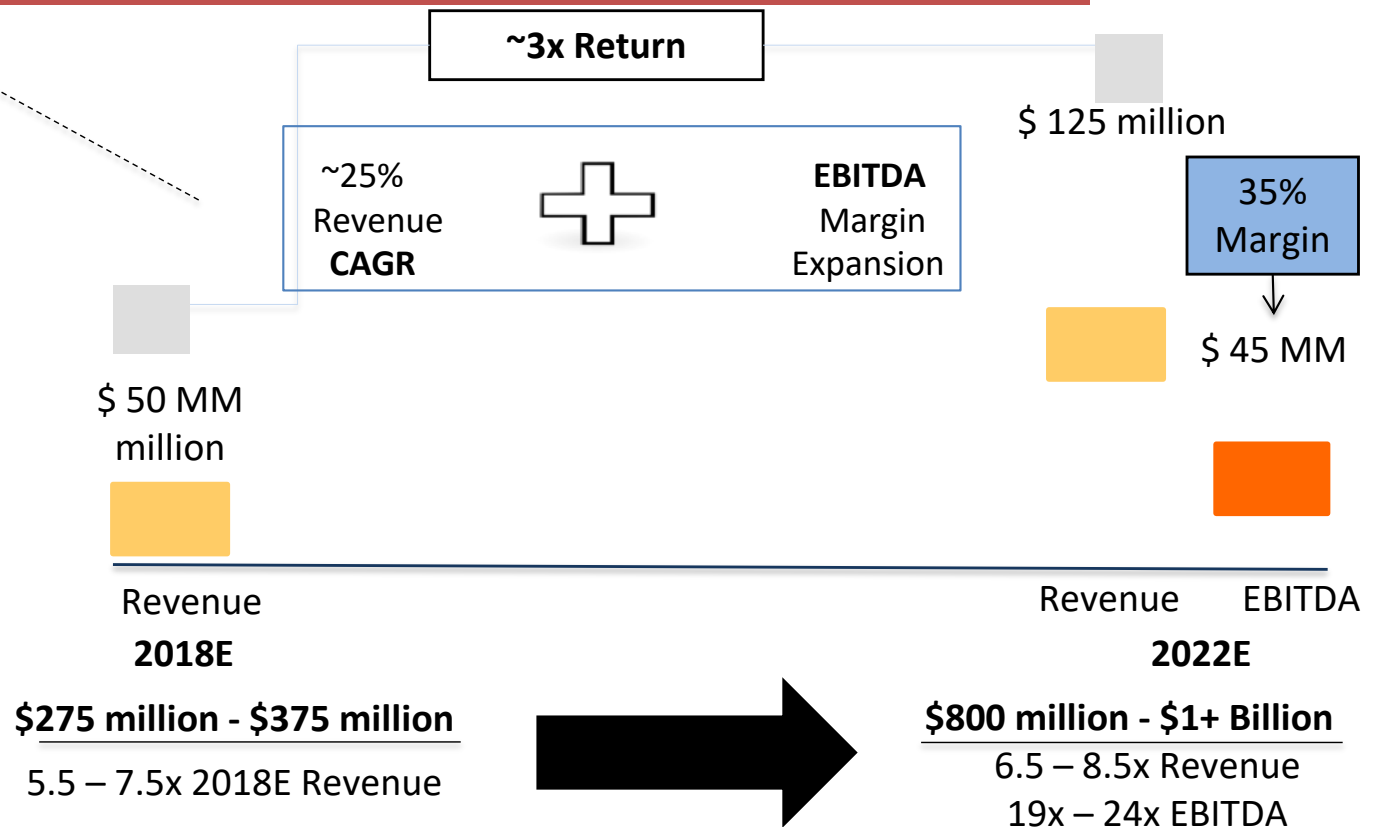 ~3x Return
$ 125 million
~25%
Revenue
CAGR
EBITDA
Margin
Expansion
35%
Margin
$ 45 MM
$ 50 MM
million
Revenue
2018E
Revenue
EBITDA
2022E
$275 million - $375 million
5.5 – 7.5x 2018E Revenue
$800 million - $1+ Billion
6.5 – 8.5x Revenue
19x – 24x EBITDA